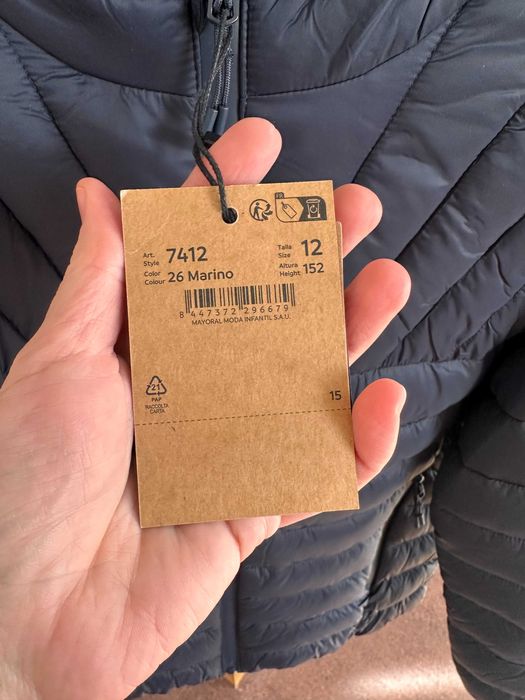 FR
Art.
Style 7412
Talla
Size 12
Color
Colour 26 Marino
Altura
Height 152
8 447372 296679
MAYORAL MODA INFANTIL S.A.U.
21
PAP
RACCOLTA
CARTA
15